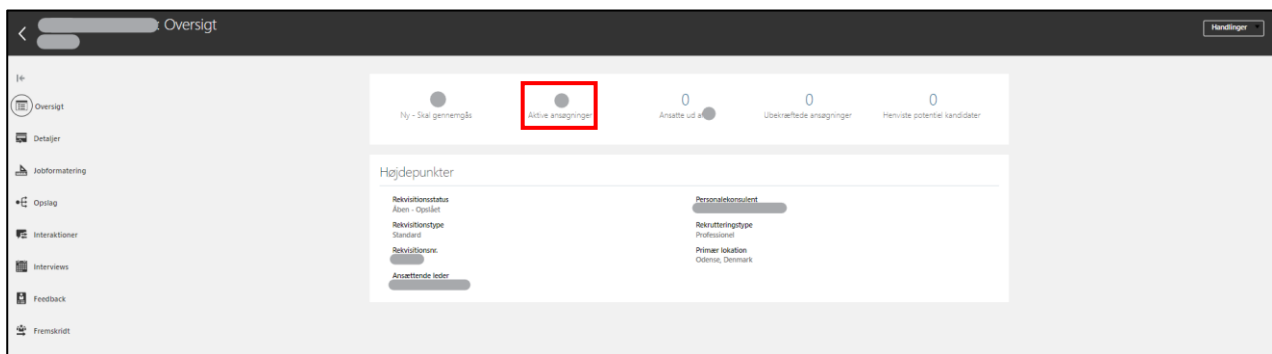 Oversigt
Handlinger
Oversigt
Detaljer
Jobformatering
Opslag
Interaktioner
Interviews
Feedback
Fremskridt
0 0 0
Ny - Skal gennemgås Aktive ansøgninger Ansatte ud Ubekræftede ansøgninger Henviste potentiel kandidater
Højdepunkter
Rekvisitionsstatus
Åben - Opslået
Rekvisitionstype
Standard
Rekvisitionsnr.
Ansættende leder
Personalekonsulent
Rekrutteringstype
Professionel
Primær lokation
Odense, Denmark